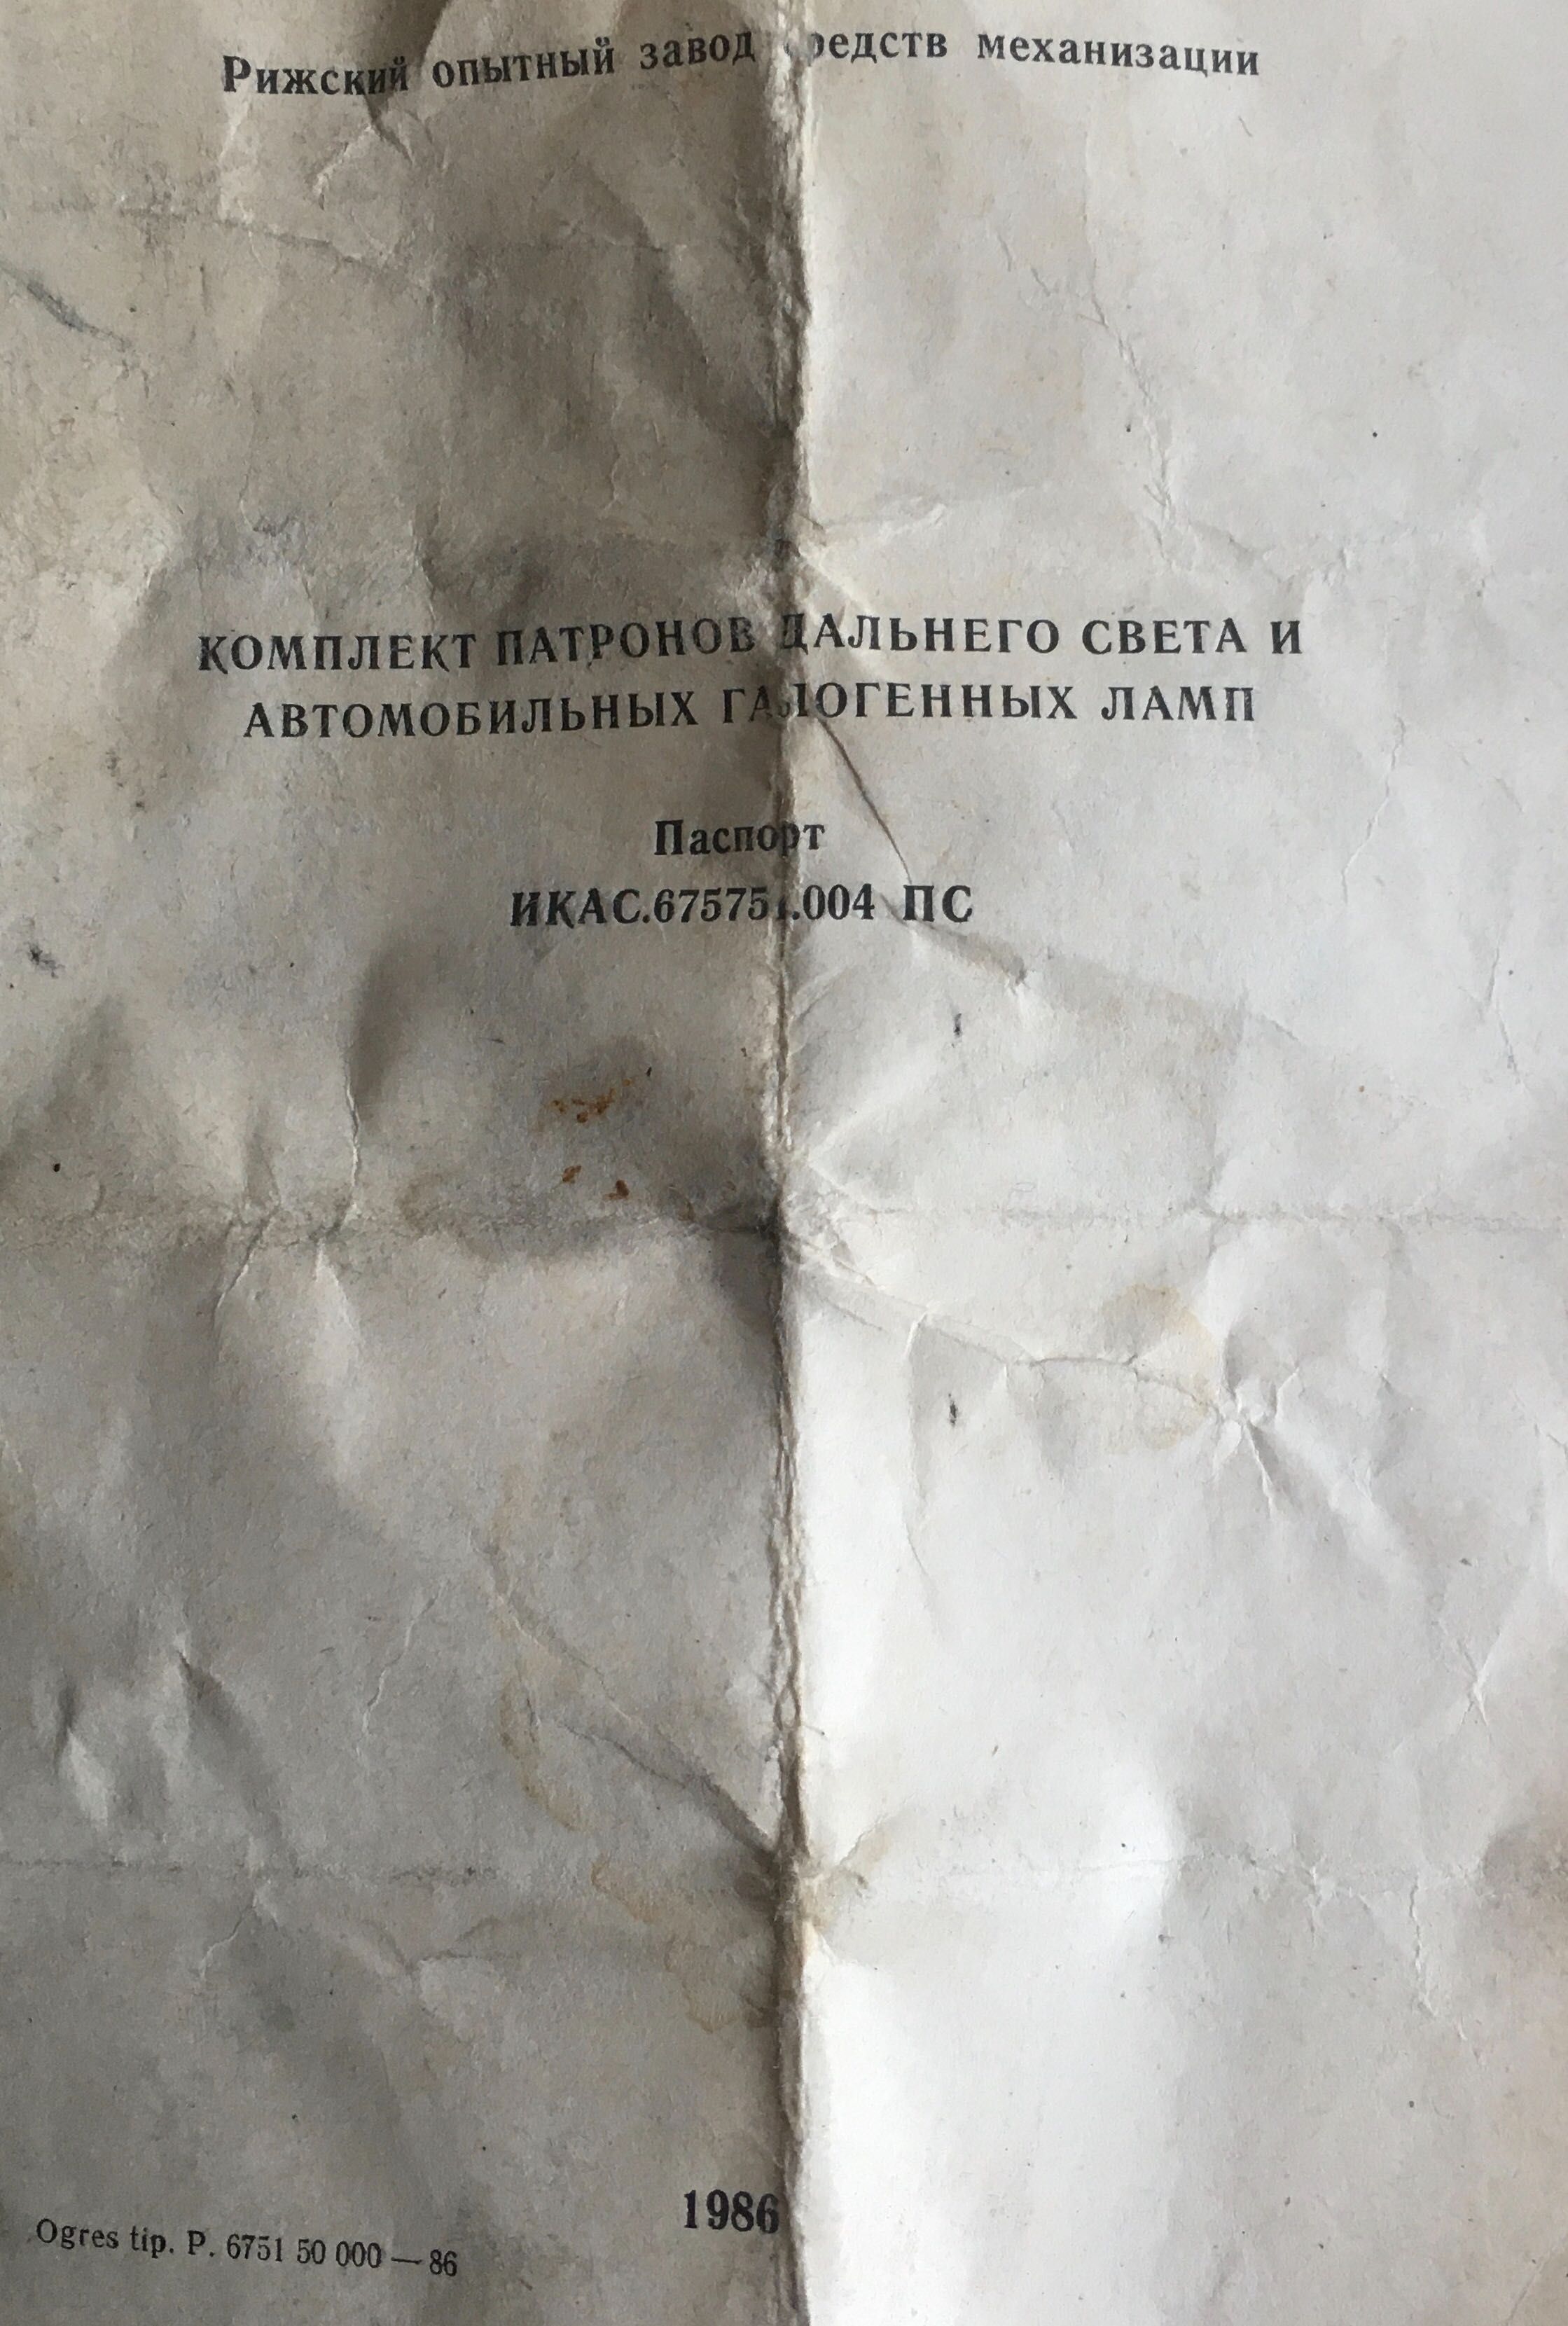 Рижский опытный завод средств механизации
КОМПЛЕКТ ПАТРОНОВ ДАЛЬНЕГО СВЕТА И
АВТОМОБИЛЬНЫХ ГАЛОГЕННЫХ ЛАМП
Паспорт
ИКАС.675751.004 ПС
1986
Ogres tip. P. 6751 50 000 — 86